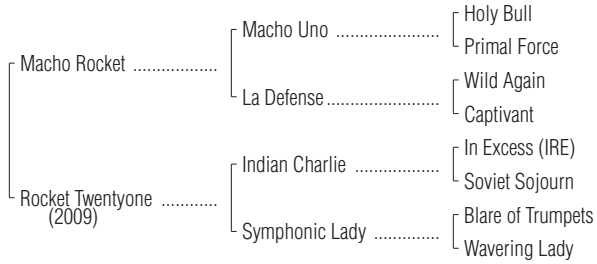 Holy Bull
Macho Uno ..................
Primal Force
Macho Rocket .................
Wild Again
La Defense .......................
Captivant
In Excess (IRE)
Indian Charlie .................
Soviet Sojourn
Rocket Twentyone ............
(2009)
Blare of Trumpets
Symphonic Lady .............
Wavering Lady